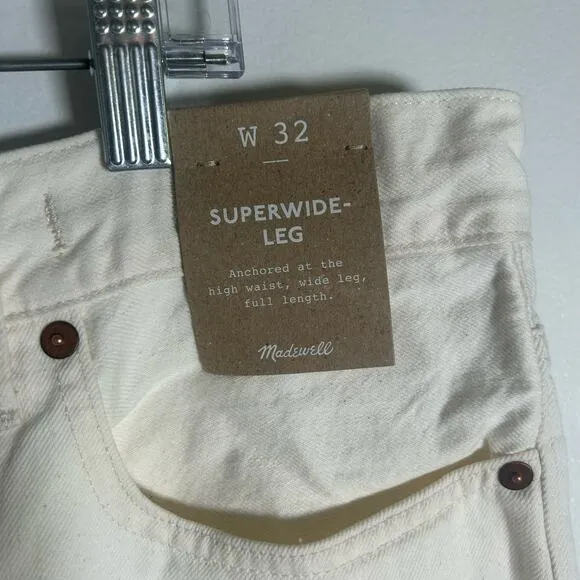 W 32
SUPERWIDE-
LEG
Anchored at the
high waist, wide leg,
full length.
Madewell